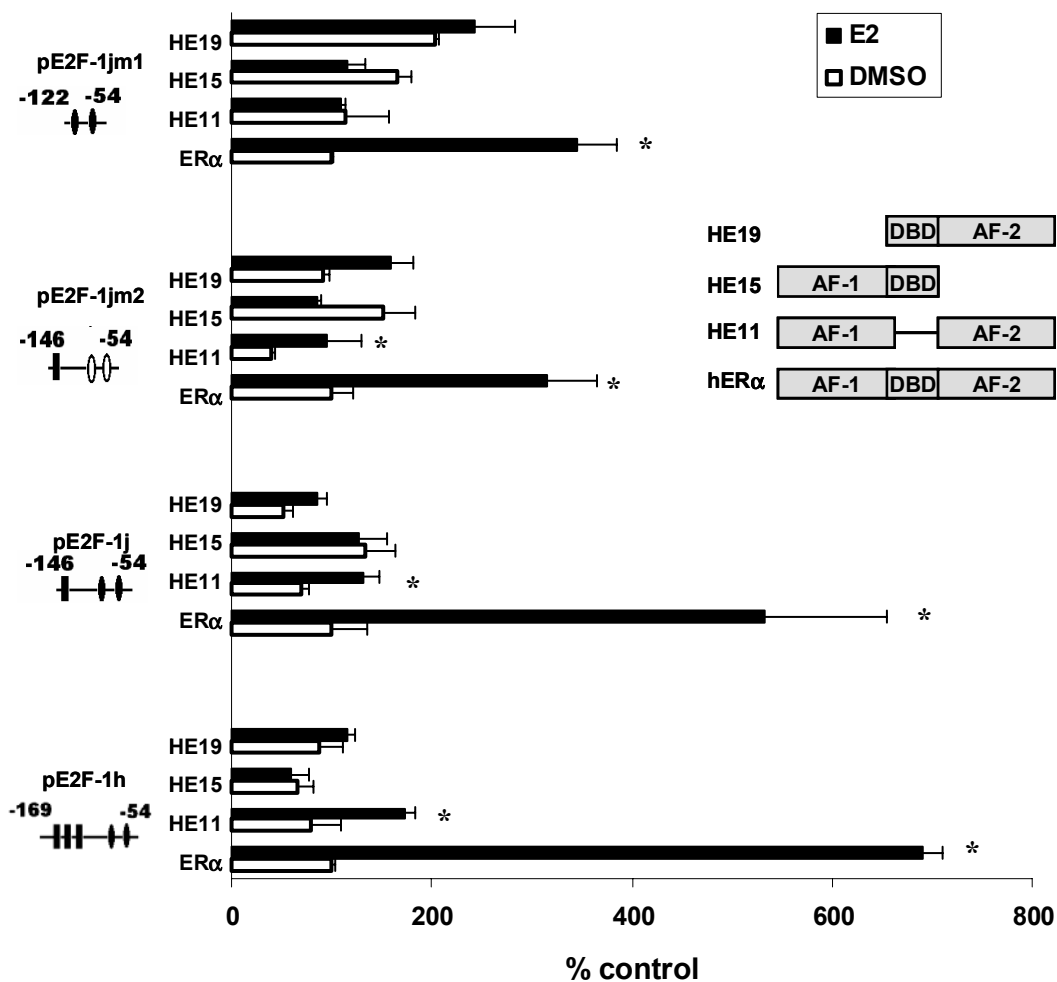 E2
DMSO
pE2F-1jm1
-122 -54
HE19
HE15
HE11
ERα
*
pE2F-1jm2
-146 -54
HE19
HE15
HE11
*
ERα
*
HE19 DBD AF-2
HE15 AF-1 DBD
HE11 AF-1 AF-2
hERα AF-1 DBD AF-2
pE2F-1j
-146 -54
HE19
HE15
HE11
*
ERα
*
pE2F-1h
-169 -54
HE19
HE15
HE11
*
ERα
*
0 200 400 600 800
% control